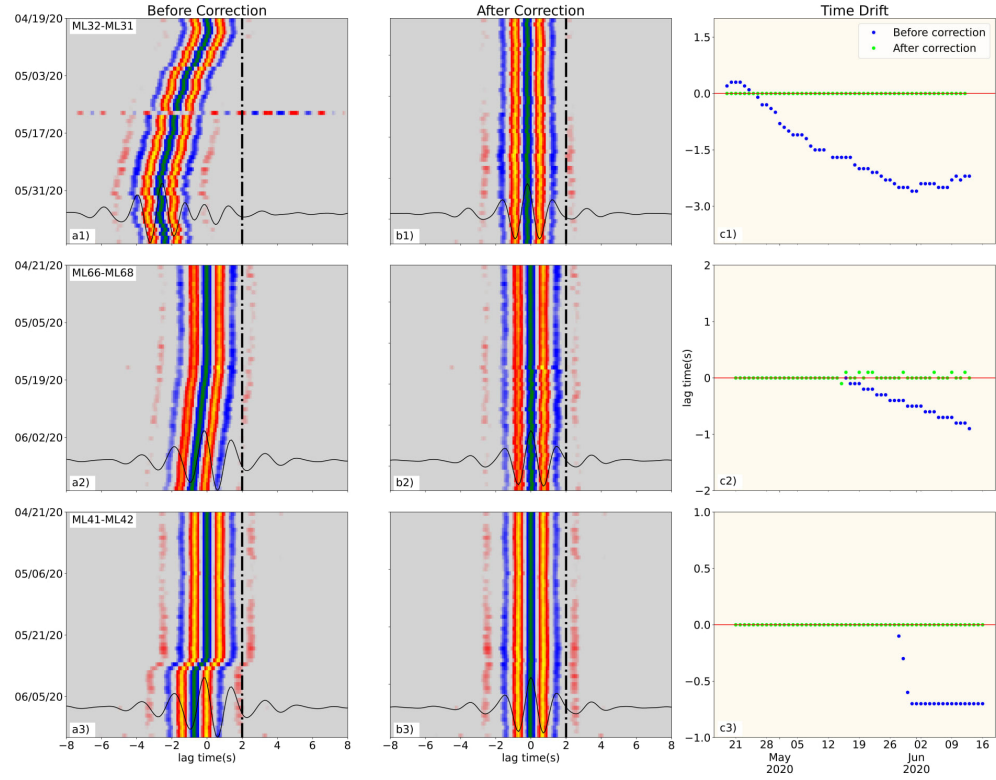 Before Correction
After Correction
Time Drift
04/19/20
05/03/20
05/17/20
05/31/20
ML32-ML31
a1)
b1)
1.5
0.0
−1.5
−3.0
Before correction
After correction
c1)
04/21/20
05/05/20
05/19/20
06/02/20
ML66-ML68
a2)
b2)
lag time(s)
2
1
0
−1
−2
c2)
04/21/20
05/06/20
05/21/20
06/05/20
ML41-ML42
a3)
b3)
1.0
0.5
0.0
−0.5
−1.0
c3)
−8 −6 −4 −2 0 2 4 6 8
lag time(s)
−8 −6 −4 −2 0 2 4 6 8
lag time(s)
21 28 05 12 19 26 02 09 16
May Jun
2020 2020